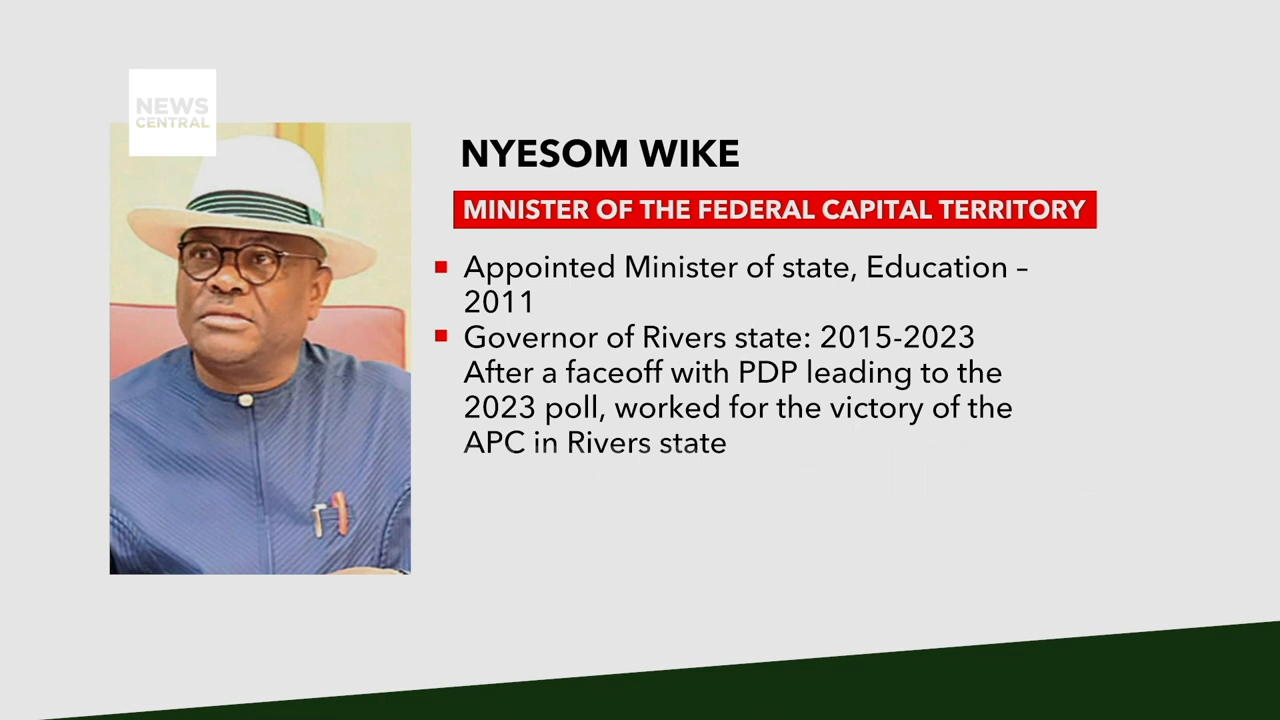 NEWS
CENTRAL
NYESOM WIKE
MINISTER OF THE FEDERAL CAPITAL TERRITORY
Appointed Minister of state, Education –
2011
Governor of Rivers state: 2015-2023
After a faceoff with PDP leading to the
2023 poll, worked for the victory of the
APC in Rivers state